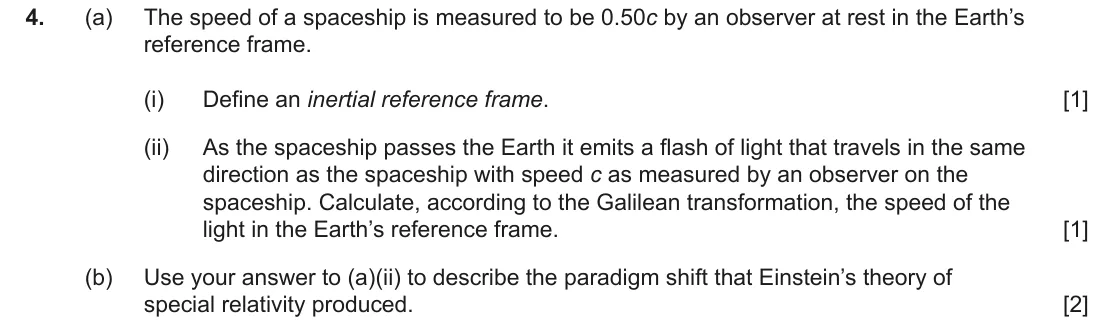 4. (a) The speed of a spaceship is measured to be 0.50c by an observer at rest in the Earth's
reference frame.
(i) Define an inertial reference frame. [1]
(ii) As the spaceship passes the Earth it emits a flash of light that travels in the same
direction as the spaceship with speed c as measured by an observer on the
spaceship. Calculate, according to the Galilean transformation, the speed of the
light in the Earth's reference frame. [1]
(b) Use your answer to (a)(ii) to describe the paradigm shift that Einstein's theory of
special relativity produced. [2]